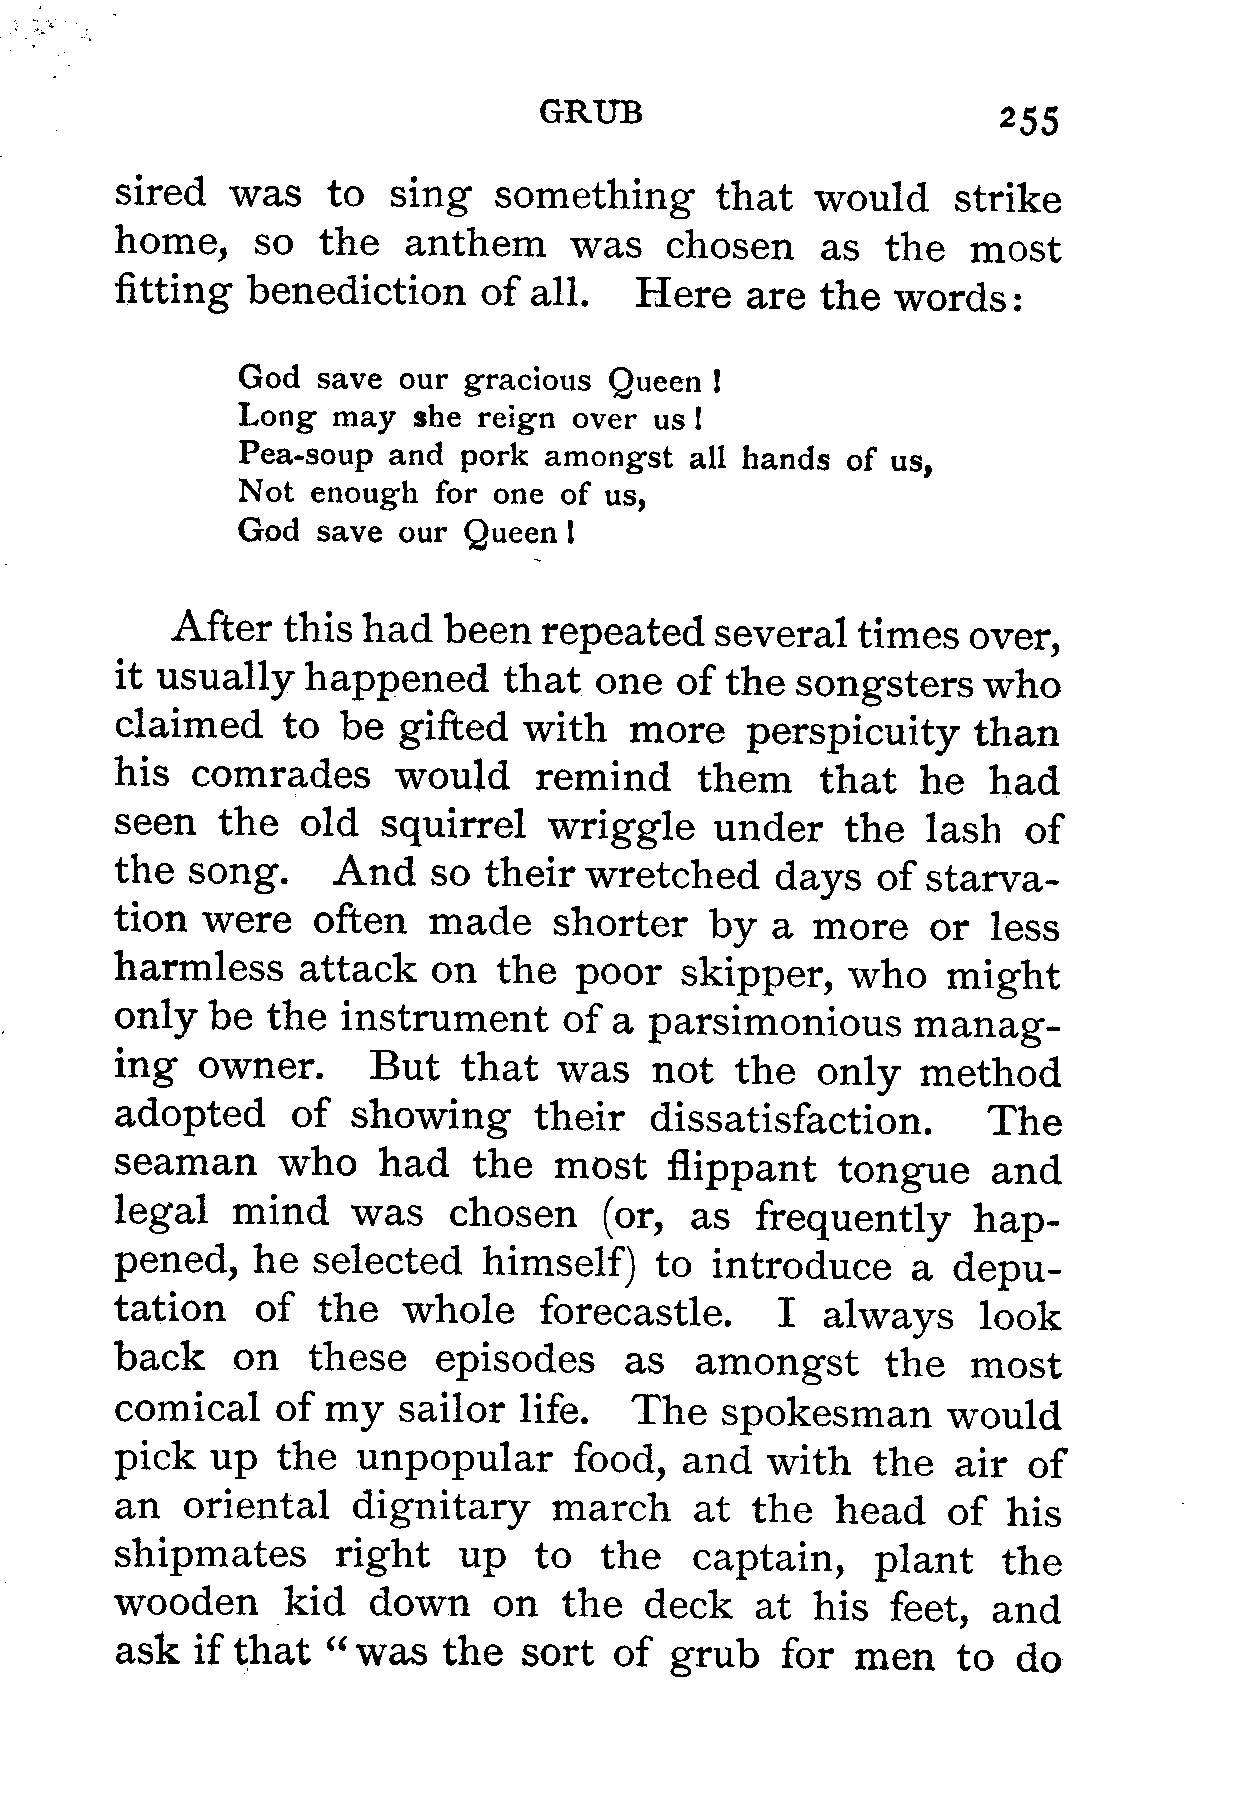 GRUB 255
sired was to sing something that would strike
home, so the anthem was chosen as the most
fitting benediction of all. Here are the words:
God save our gracious Queen !
Long may she reign over us !
Pea-soup and pork amongst all hands of us,
Not enough for one of us,
God save our Queen !
After this had been repeated several times over,
it usually happened that one of the songsters who
claimed to be gifted with more perspicuity than
his comrades would remind them that he had
seen the old squirrel wriggle under the lash of
the song. And so their wretched days of starva-
tion were often made shorter by a more or less
harmless attack on the poor skipper, who might
only be the instrument of a parsimonious manag-
ing owner. But that was not the only method
adopted of showing their dissatisfaction. The
seaman who had the most flippant tongue and
legal mind was chosen (or, as frequently hap-
pened, he selected himself) to introduce a depu-
tation of the whole forecastle. I always look
back on these episodes as amongst the most
comical of my sailor life. The spokesman would
pick up the unpopular food, and with the air of
an oriental dignitary march at the head of his
shipmates right up to the captain, plant the
wooden kid down on the deck at his feet, and
ask if that “was the sort of grub for men to do